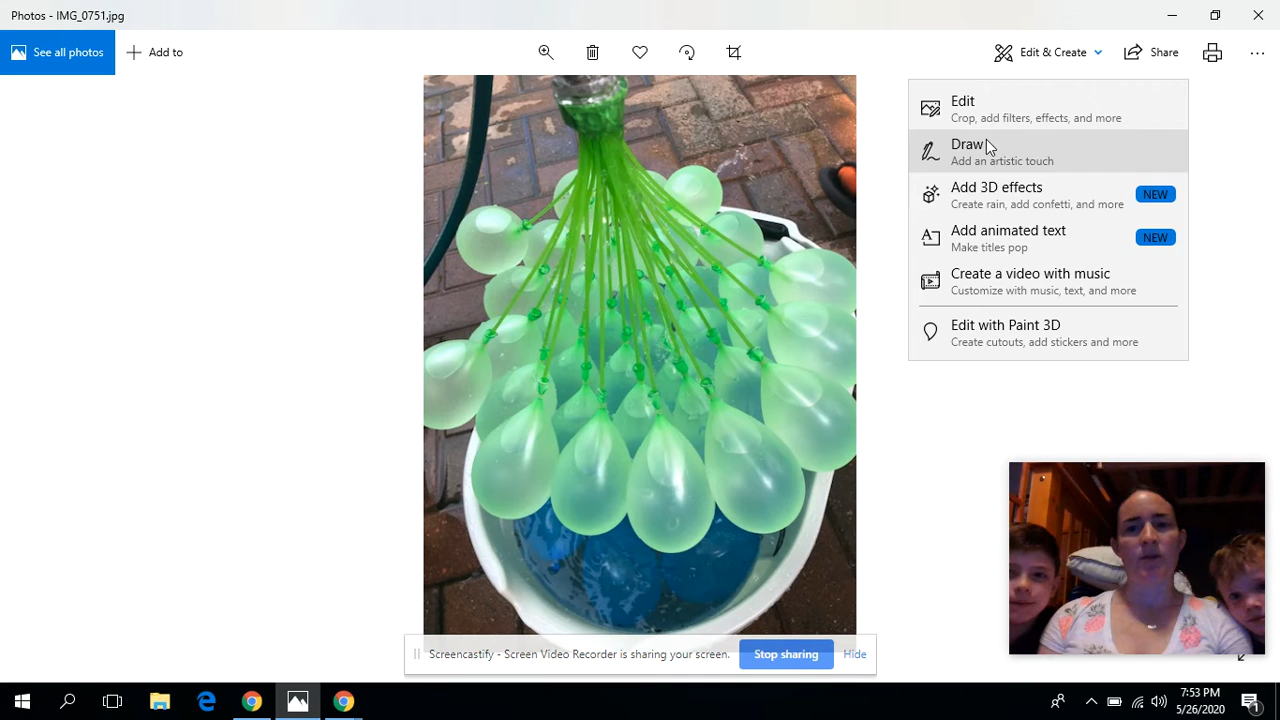 Photos - IMG_0751.jpg
See all photos
Add to
Edit & Create
Share
Edit
Crop, add filters, effects, and more
Draw
Add an artistic touch
Add 3D effects
Create rain, add confetti, and more
NEW
Add animated text
Make titles pop
NEW
Create a video with music
Customize with music, text, and more
Edit with Paint 3D
Create cutouts, add stickers and more
Screencastify - Screen Video Recorder is sharing your screen.
Stop sharing
Hide
7:53 PM
5/26/2020
1